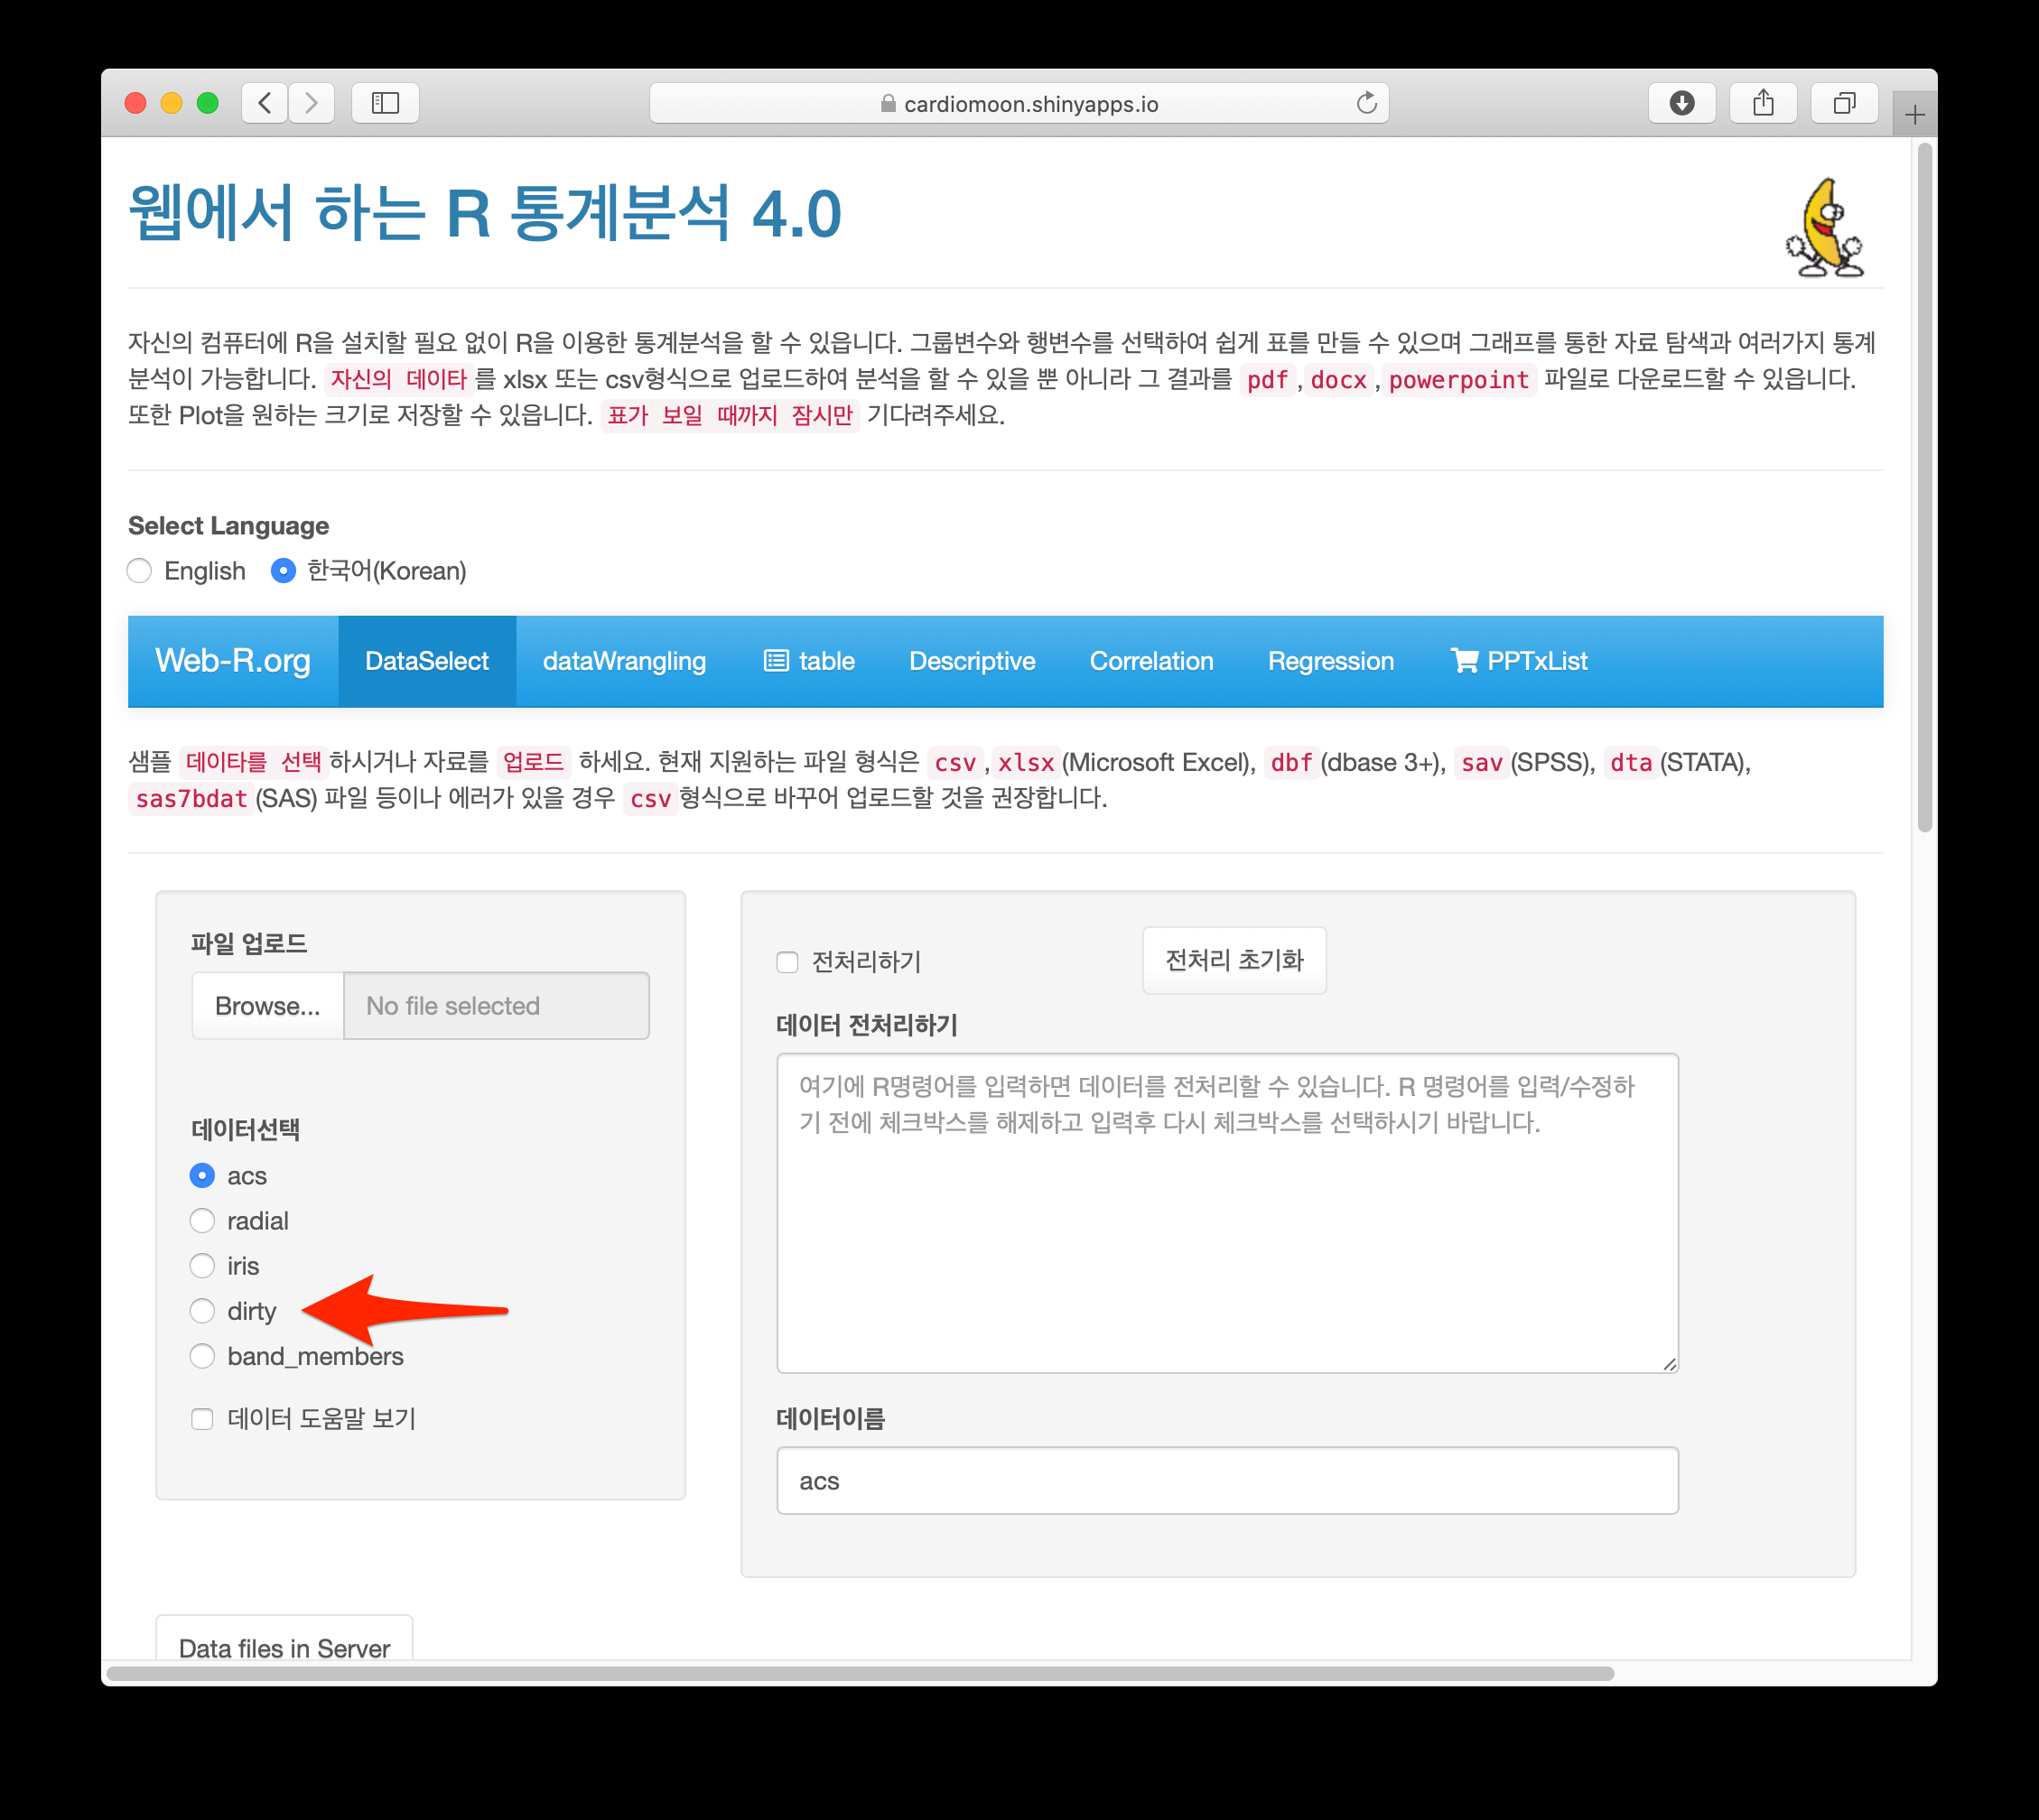 cardiomoon.shinyapps.io
웹에서 하는 R 통계분석 4.0
자신의 컴퓨터에 R을 설치할 필요 없이 R을 이용한 통계분석을 할 수 있읍니다. 그룹변수와 행변수를 선택하여 쉽게 표를 만들 수 있으며 그래프를 통한 자료 탐색과 여러가지 통계
분석이 가능합니다. 자신의 데이타를 xlsx 또는 csv형식으로 업로드하여 분석을 할 수 있을 뿐 아니라 그 결과를 pdf,docx,powerpoint 파일로 다운로드할 수 있읍니다.
또한 Plot을 원하는 크기로 저장할 수 있읍니다. 표가 보일 때까지 잠시만 기다려주세요.
Select Language
English 한국어(Korean)
Web-R.org DataSelect dataWrangling table Descriptive Correlation Regression PPTxList
샘플 데이타를 선택하시거나 자료를 업로드 하세요. 현재 지원하는 파일 형식은 csv,xlsx(Microsoft Excel), dbf(dbase 3+), sav(SPSS), dta(STATA),
sas7bdat(SAS) 파일 등이나 에러가 있을 경우 csv형식으로 바꾸어 업로드할 것을 권장합니다.
파일 업로드
Browse... No file selected
데이터선택
acs
radial
iris
dirty
band_members
데이터 도움말 보기
전처리하기 전처리 초기화
데이터 전처리하기
여기에 R명령어를 입력하면 데이터를 전처리할 수 있습니다. R 명령어를 입력/수정하
기 전에 체크박스를 해제하고 입력후 다시 체크박스를 선택하시기 바랍니다.
데이터이름
acs
Data files in Server